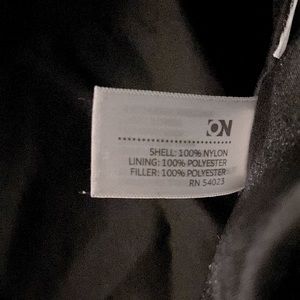 ON
SHELL: 100% NYLON
LINING: 100% POLYESTER
FILLER: 100% POLYESTER
RN 54023